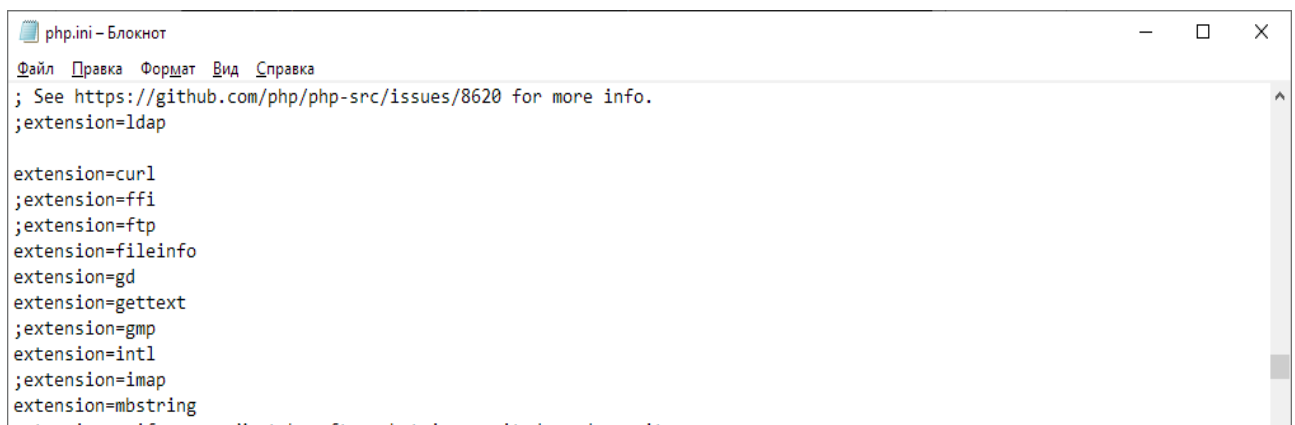 php.ini – Блокнот
Файл Правка Формат Вид Справка
; See https://github.com/php/php-src/issues/8620 for more info.
;extension=ldap
extension=curl
;extension=ffi
;extension=ftp
extension=fileinfo
extension=gd
extension=gettext
;extension=gmp
extension=intl
;extension=imap
extension=mbstring